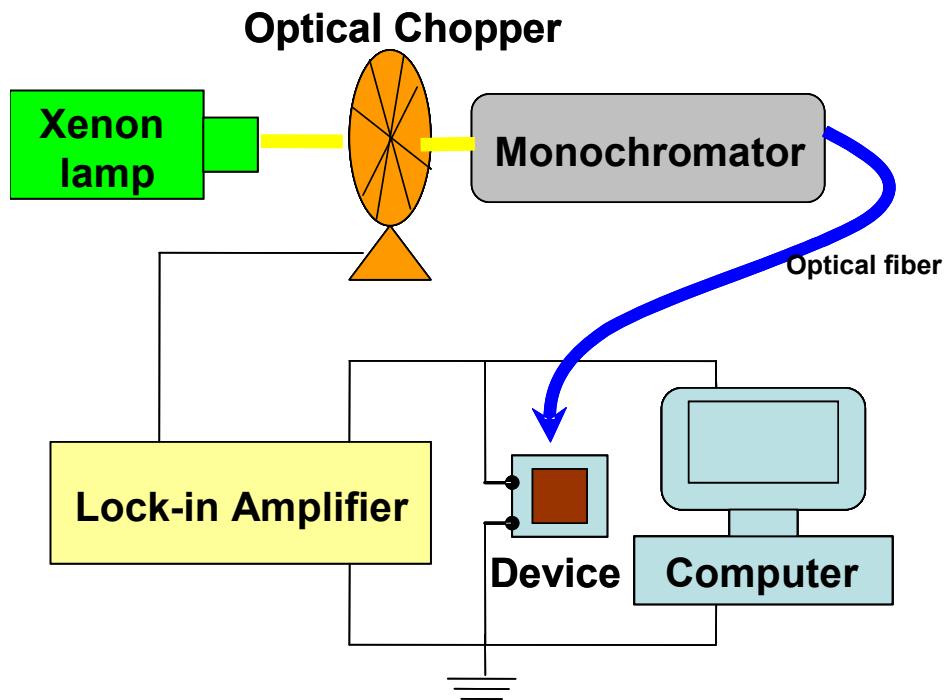 Optical Chopper
Xenon
lamp
Monochromator
Optical fiber
Lock-in Amplifier
Device
Computer